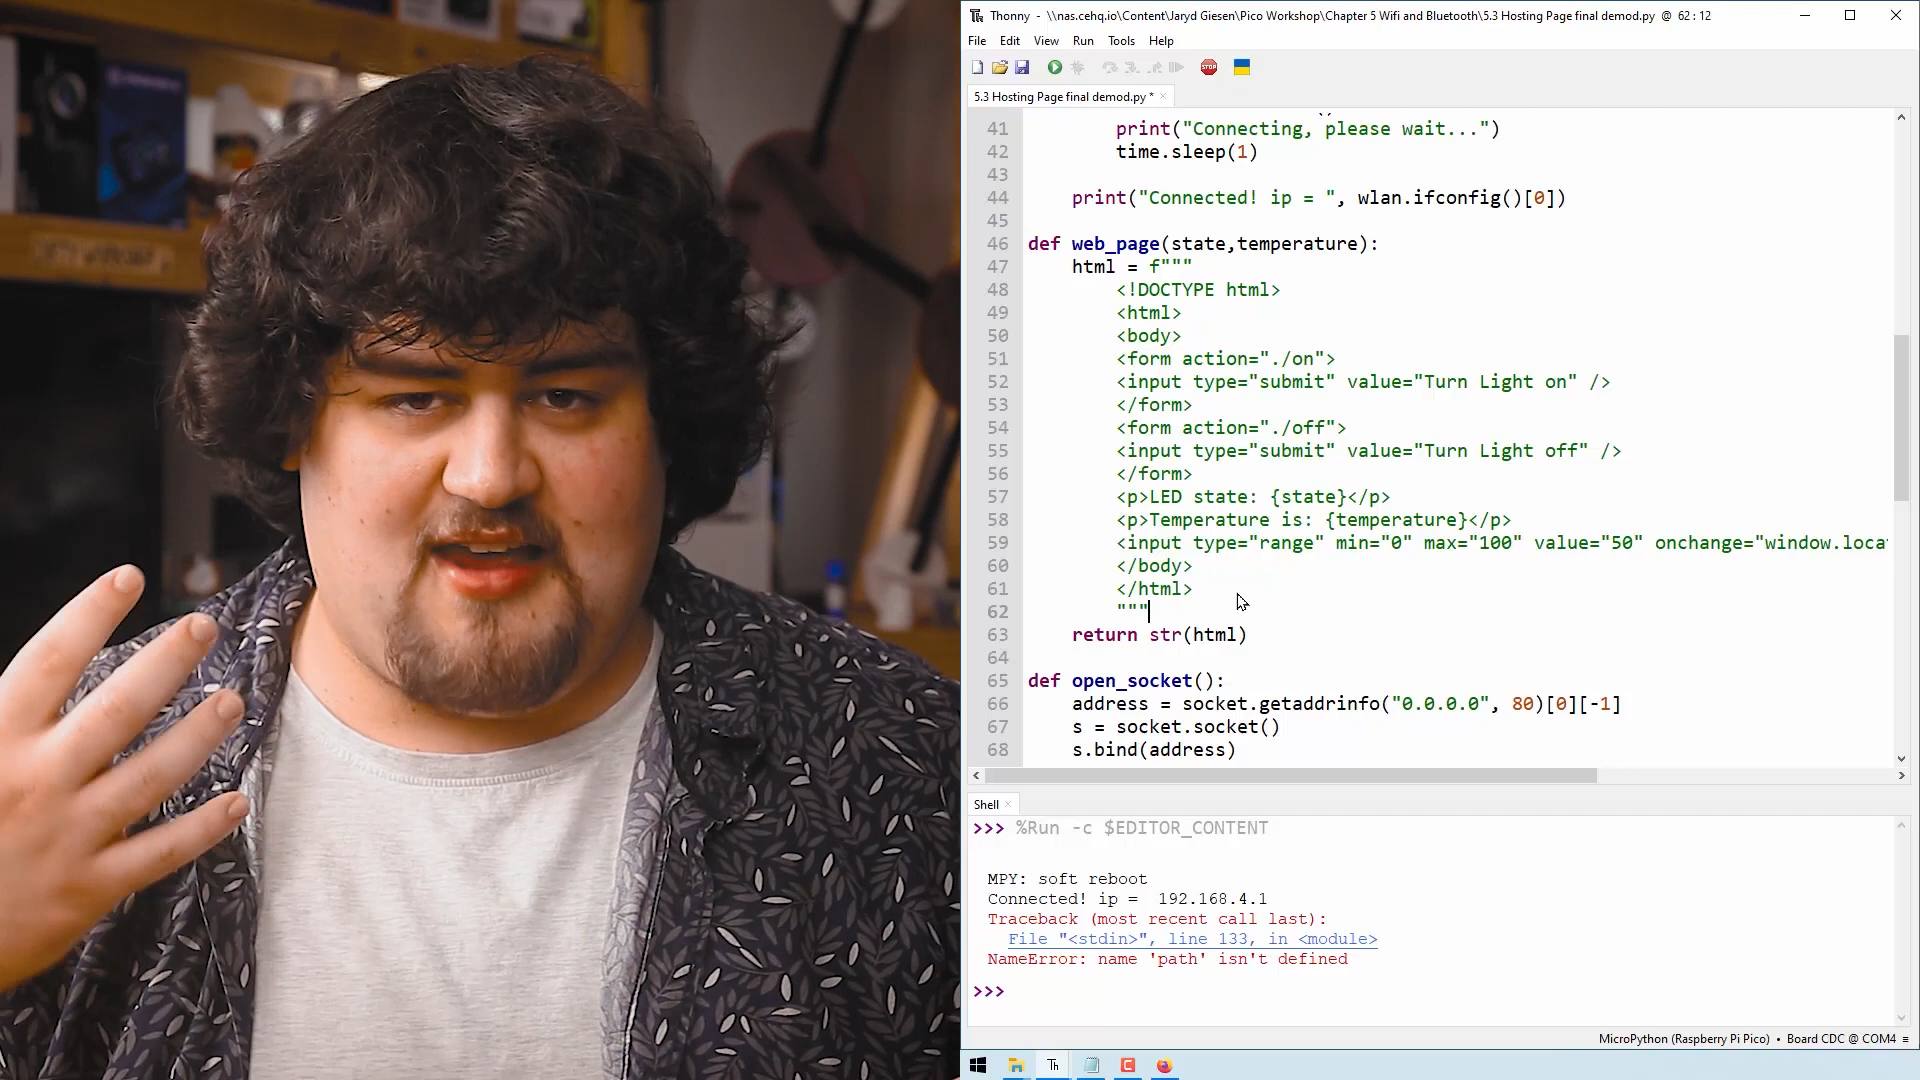 Thonny - \\nas.cehq.io\Content\Jaryd Giesen\Pico Workshop\Chapter 5 Wifi and Bluetooth\5.3 Hosting Page final demod.py @ 62 : 12
File Edit View Run Tools Help
STOP
5.3 Hosting Page final demod.py *
41 print("Connecting, please wait...")
42 time.sleep(1)
43
44 print("Connected! ip = ", wlan.ifconfig()[0])
45
46 def web_page(state,temperature):
47 html = f"""
48 <!DOCTYPE html>
49 <html>
50 <body>
51 <form action="./on">
52 <input type="submit" value="Turn Light on" />
53 </form>
54 <form action="./off">
55 <input type="submit" value="Turn Light off" />
56 </form>
57 <p>LED state: {state}</p>
58 <p>Temperature is: {temperature}</p>
59 <input type="range" min="0" max="100" value="50" onchange="window.loca
60 </body>
61 </html>
62 """
63 return str(html)
64
65 def open_socket():
66 address = socket.getaddrinfo("0.0.0.0", 80)[0][-1]
67 s = socket.socket()
68 s.bind(address)
Shell
>>> %Run -c $EDITOR_CONTENT
MPY: soft reboot
Connected! ip =  192.168.4.1
Traceback (most recent call last):
File "<stdin>", line 133, in <module>
NameError: name 'path' isn't defined
>>>
MicroPython (Raspberry Pi Pico) • Board CDC @ COM4 ≡
Th